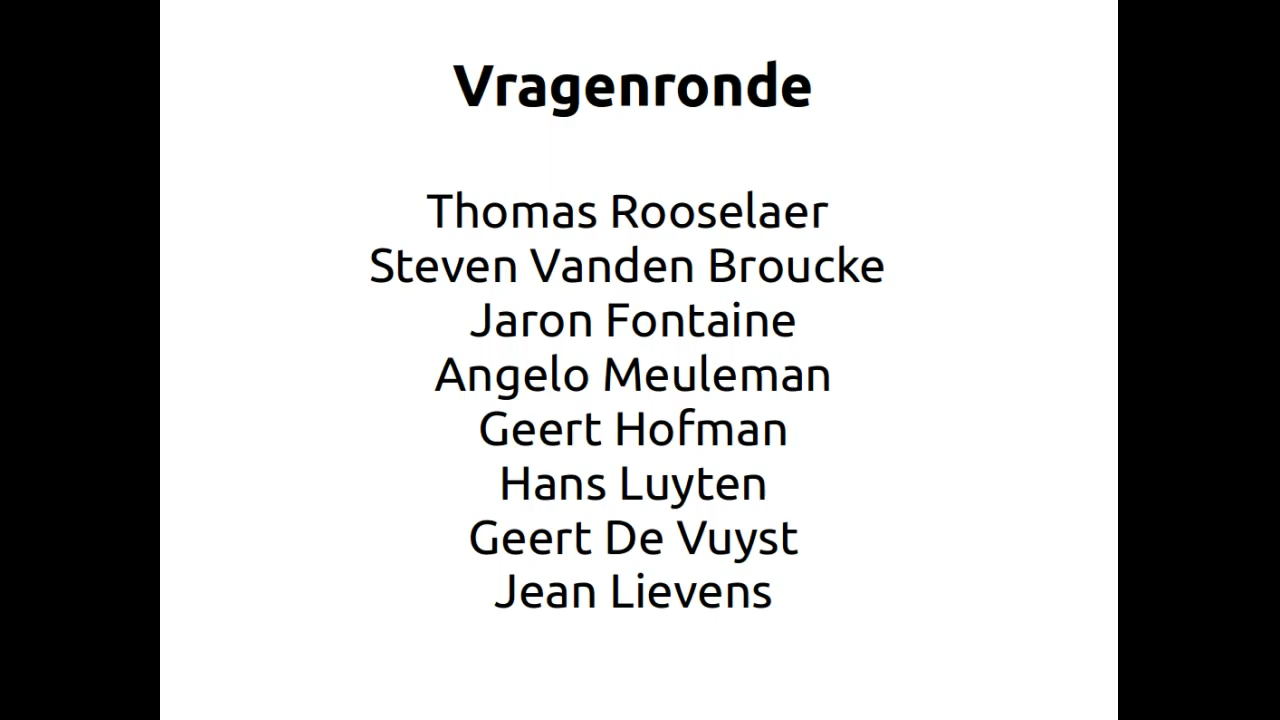 Vragenronde
Thomas Rooselaer
Steven Vanden Broucke
Jaron Fontaine
Angelo Meuleman
Geert Hofman
Hans Luyten
Geert De Vuyst
Jean Lievens